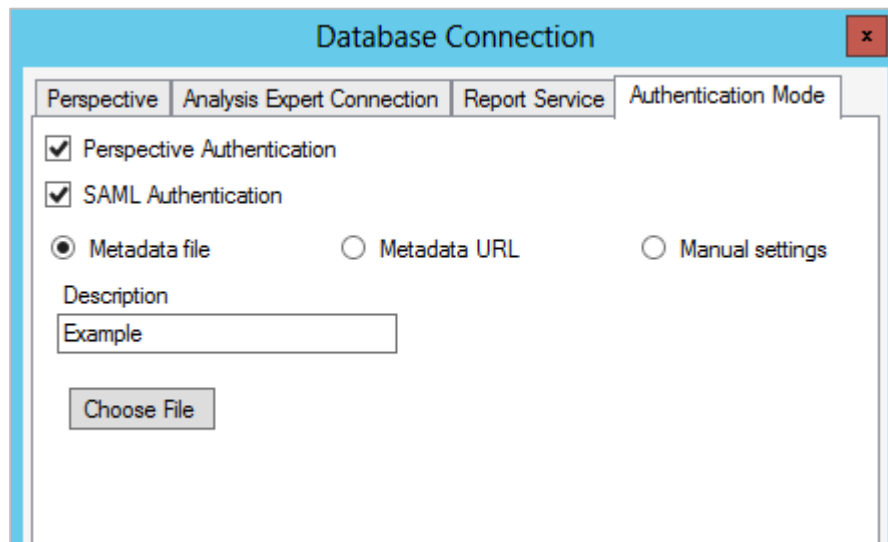 Database Connection
x
Perspective Analysis Expert Connection Report Service Authentication Mode
Perspective Authentication
SAML Authentication
Metadata file Metadata URL Manual settings
Description
Example
Choose File